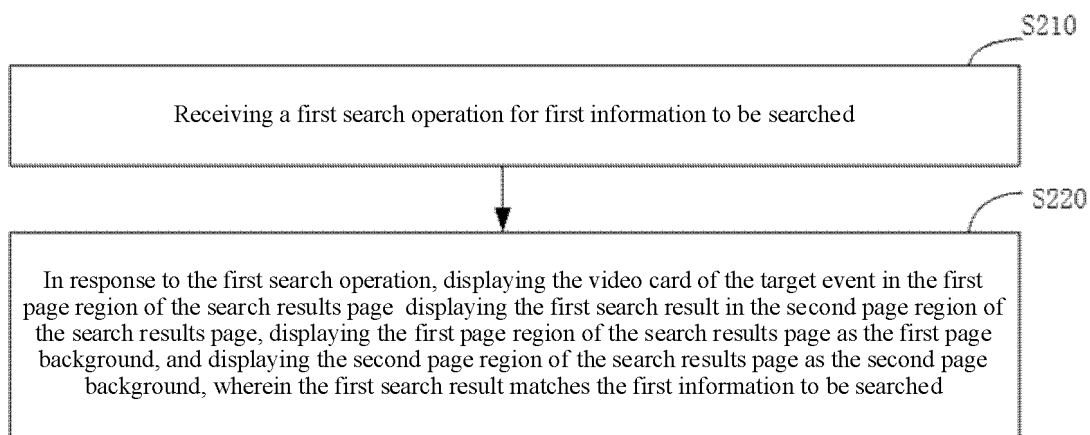 S210
Receiving a first search operation for first information to be searched
S220
In response to the first search operation, displaying the video card of the target event in the first
page region of the search results page displaying the first search result in the second page region of
the search results page, displaying the first page region of the search results page as the first page
background, and displaying the second page region of the search results page as the second page
background, wherein the first search result matches the first information to be searched